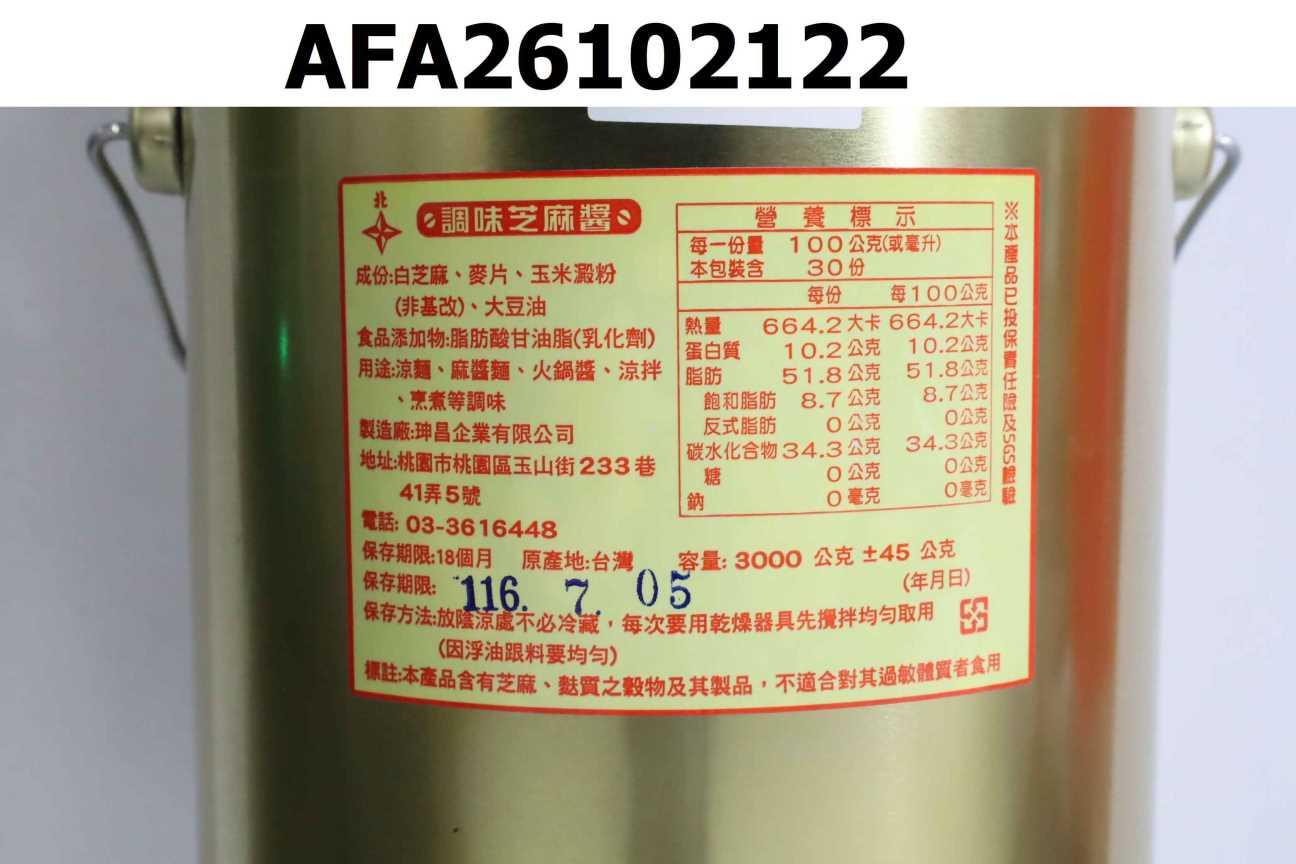 AFA26102122
北
調味芝麻醬
成份:白芝麻、麥片、玉米澱粉
(非基改)、大豆油
食品添加物:脂肪酸甘油脂(乳化劑)
用途:涼麵、麻醬麵、火鍋醬、涼拌
、烹煮等調味
製造廠:珅昌企業有限公司
地址:桃園市桃園區玉山街233巷
41弄5號
電話: 03-3616448
保存期限:18個月 原產地:台灣 容量: 3000 公克 ±45 公克
保存期限: 116. 7. 05 (年月日)
保存方法:放陰涼處不必冷藏，每次要用乾燥器具先攪拌均勻取用
(因浮油跟料要均勻)
標註:本產品含有芝麻、麩質之穀物及其製品，不適合對其過敏體質者食用
營養標示
每一份量 100公克(或毫升)
本包裝含 30份
每份 每100公克
熱量 664.2大卡 664.2大卡
蛋白質 10.2公克 10.2公克
脂肪 51.8公克 51.8公克
飽和脂肪 8.7公克 8.7公克
反式脂肪 0公克 0公克
碳水化合物 34.3公克 34.3公克
糖 0公克 0公克
鈉 0毫克 0毫克
※本產品已投保責任險及SGS檢驗